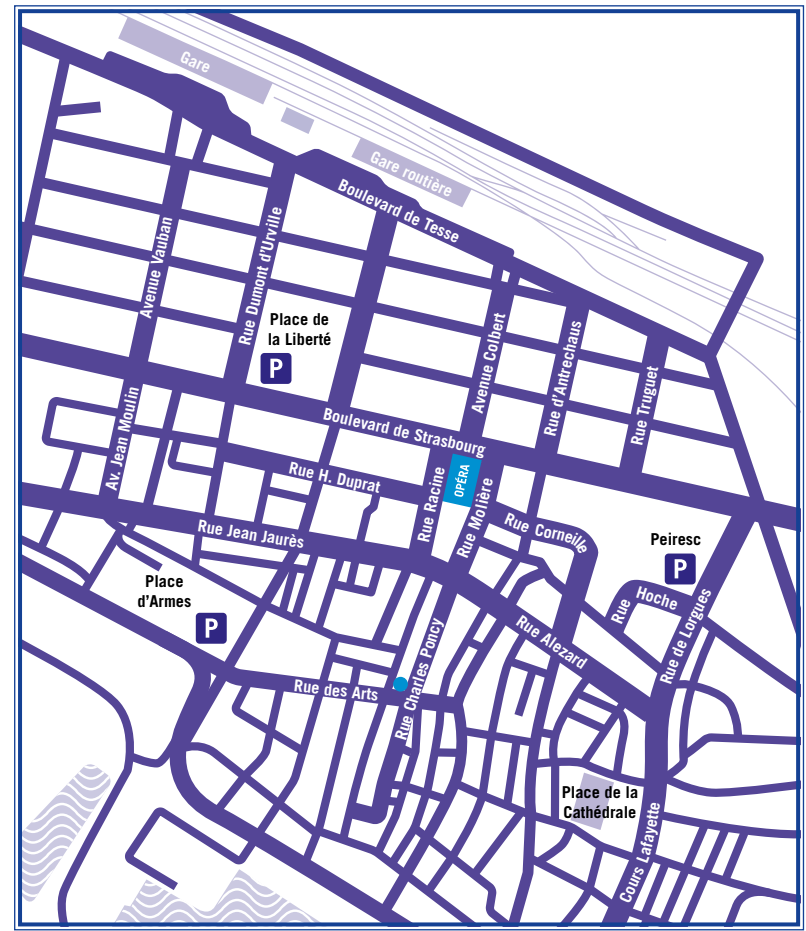 Gare
Gare routière
Boulevard de Tesse
Avenue Vauban
Rue Dumont d'Urville
Place de
la Liberté
P
Avenue Colbert
Rue d'Antrechaus
Rue Truguet
Av. Jean Moulin
Boulevard de Strasbourg
OPÉRA
Rue H. Duprat
Rue Racine
Rue Molière
Rue Corneille
Rue Jean Jaurès
Peiresc
P
Place
d'Armes
P
Rue Hoche
Rue de Lorgues
Rue Alezard
Rue Charles Poncy
Rue des Arts
Place de la
Cathédrale
Cours Lafayette